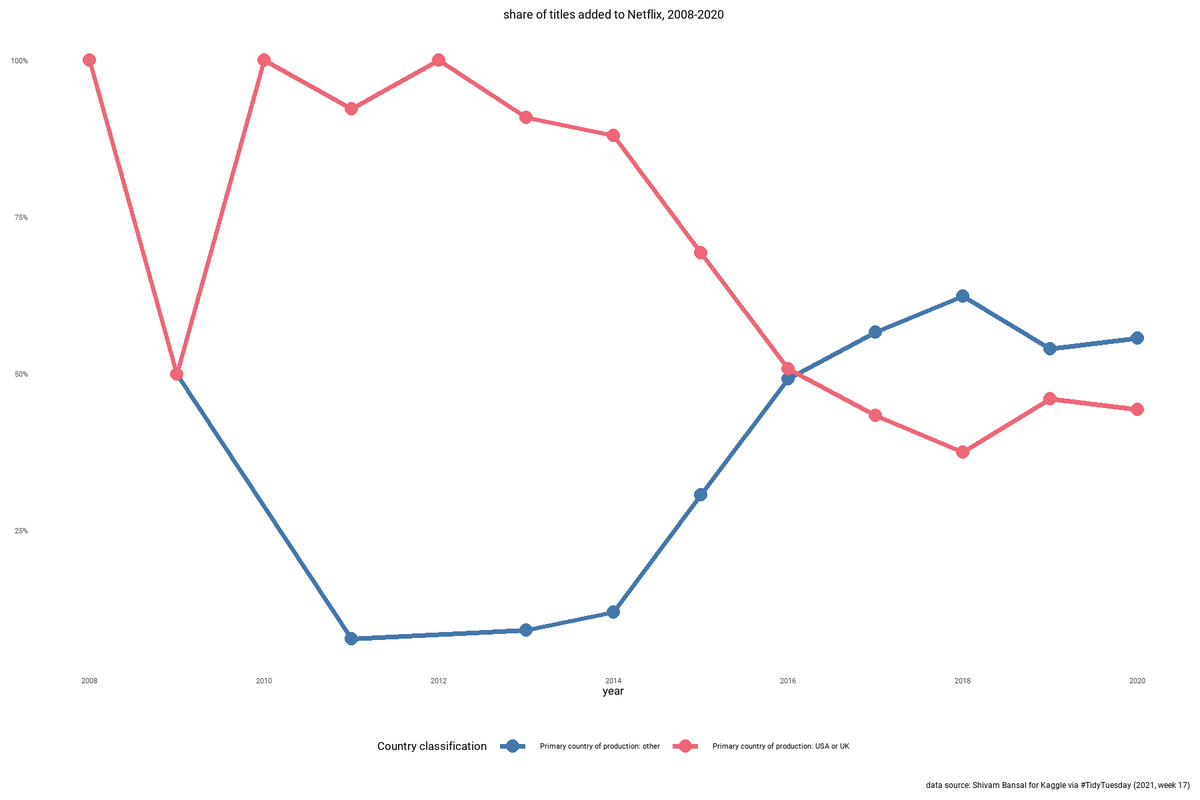 share of titles added to Netflix, 2008-2020
100%
75%
50%
25%
2008 2010 2012 2014 2016 2018 2020
year
Country classification Primary country of production: other Primary country of production: USA or UK
data source: Shivam Bansal for Kaggle via #TidyTuesday (2021, week 17)